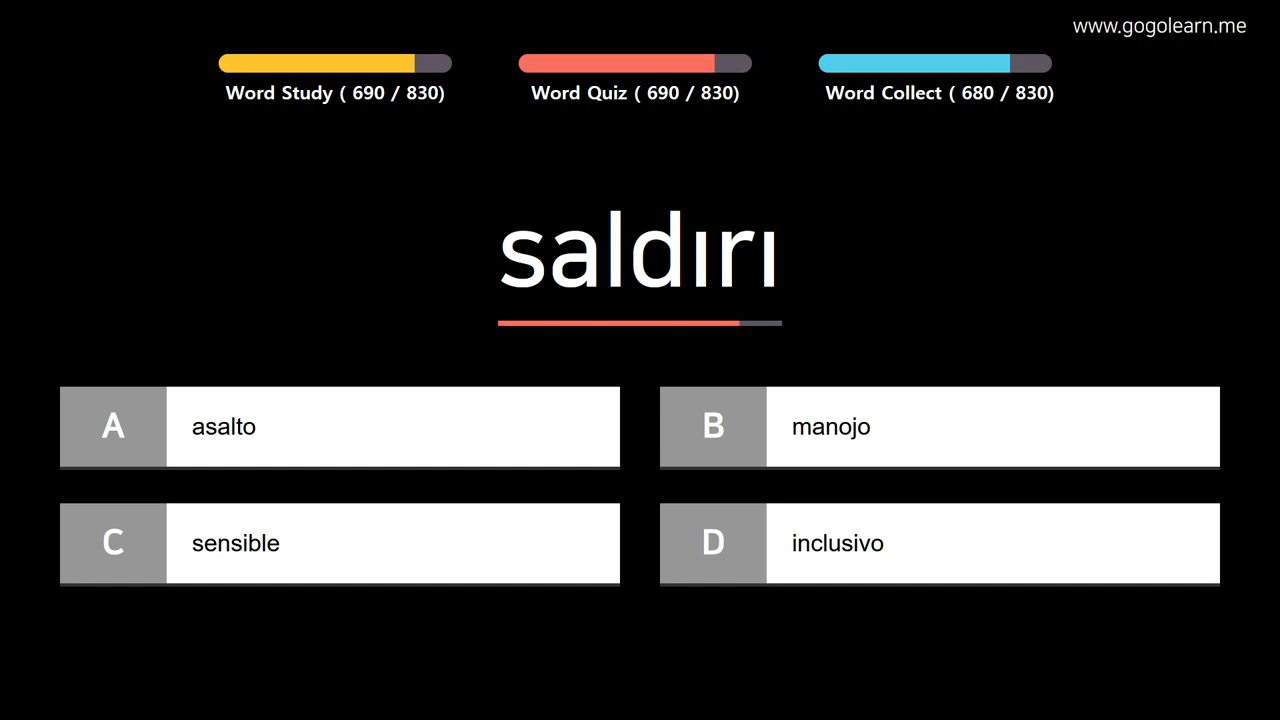 www.gogolearn.me
Word Study ( 690 / 830)
Word Quiz ( 690 / 830)
Word Collect ( 680 / 830)
saldırı
A
asalto
B
manojo
C
sensible
D
inclusivo